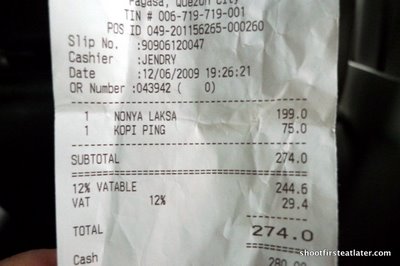 Pagasa, Quezon City
TIN # 006-719-719-001
POS ID 049-201156265-000260
Slip No. :90906120047
Cashier :JENDRY
Date :12/06/2009 19:26:21
OR Number :043942 ( 0)
1 NONYA LAKSA 199.0
1 KOPI PING 75.0
SUBTOTAL 274.0
12% VATABLE 244.6
VAT 12% 29.4
TOTAL 274.0
Cash 280.00
shootfirsteatlater.com